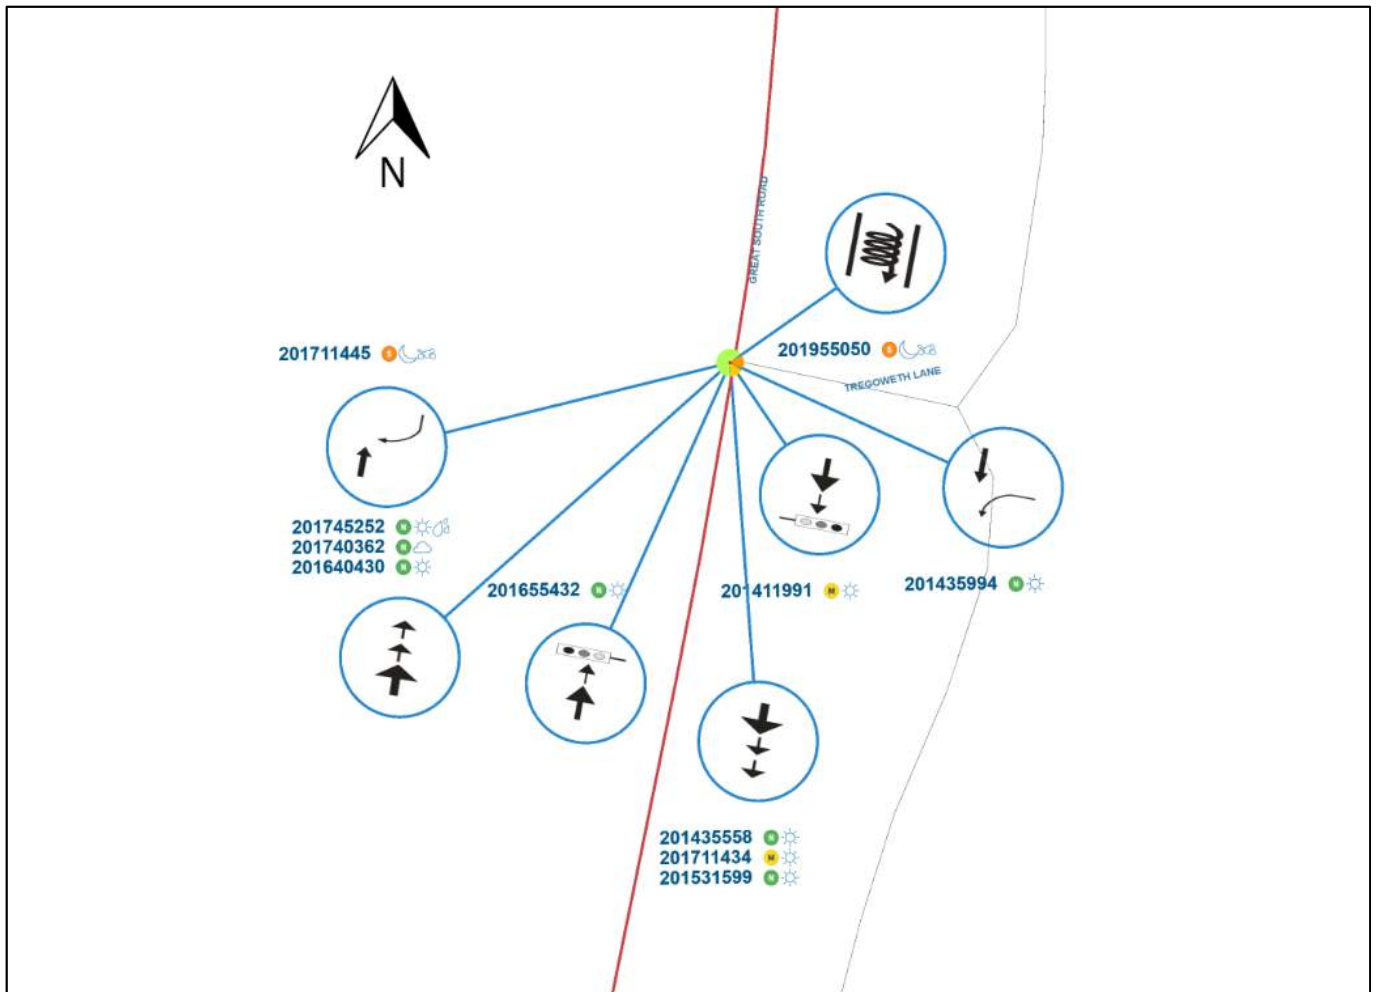 N
GREAT SOUTH ROAD
201711445 S
201955050 S
TREGOWETH LANE
201745252 N
201740362 N
201640430 N
201655432 N
201411991 M
201435994 N
201435558 N
201711434 M
201531599 N